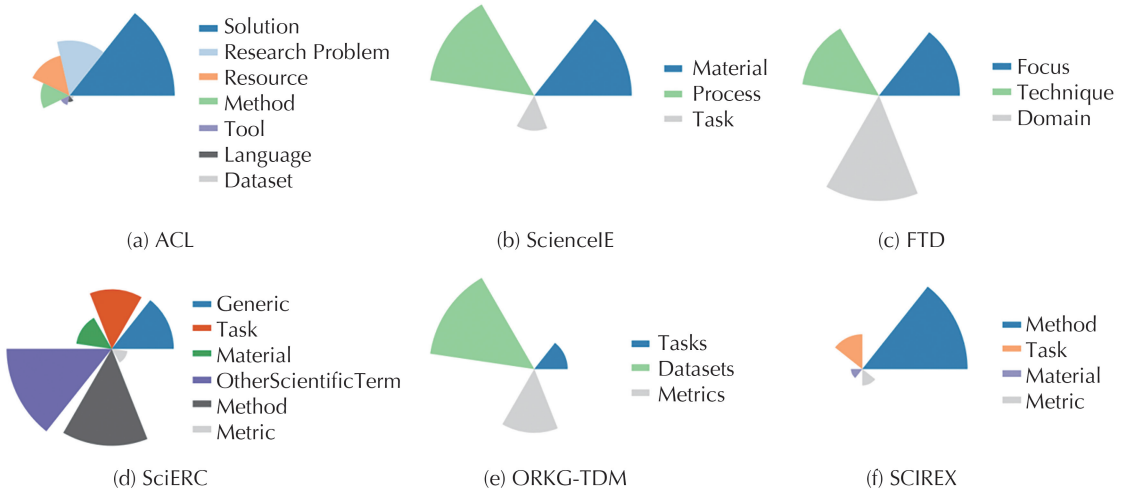 Solution
Research Problem
Resource
Method
Tool
Language
Dataset
(a) ACL
Material
Process
Task
(b) ScienceIE
Focus
Technique
Domain
(c) FTD
Generic
Task
Material
OtherScientificTerm
Method
Metric
(d) SciERC
Tasks
Datasets
Metrics
(e) ORKG-TDM
Method
Task
Material
Metric
(f) SCIREX